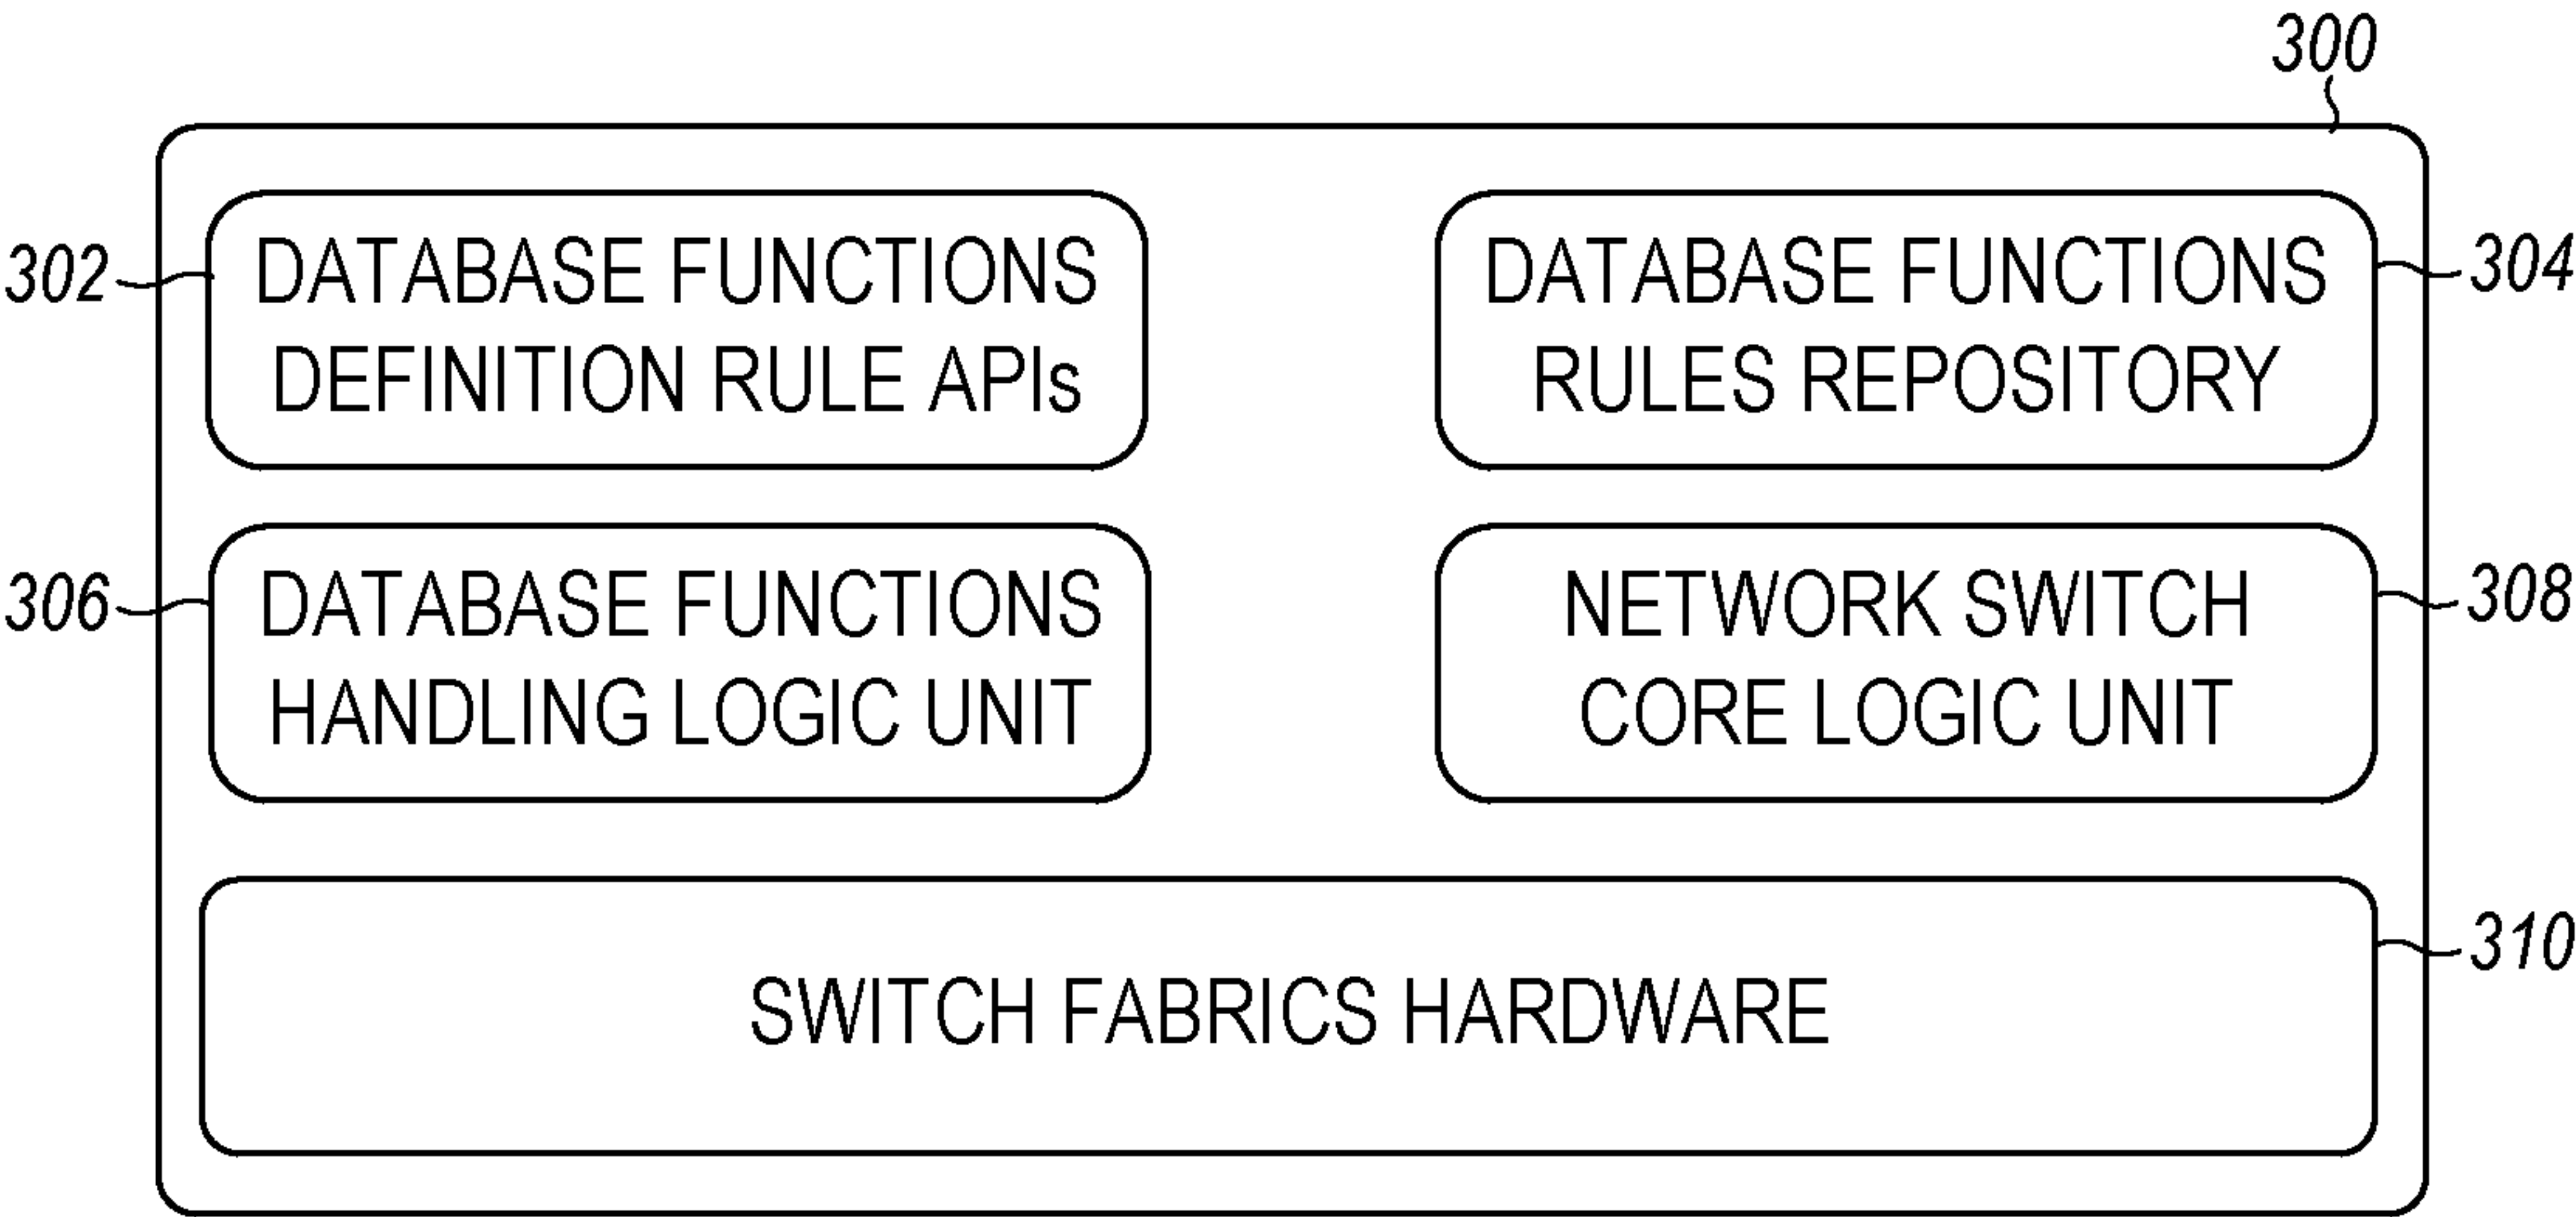 300
302
DATABASE FUNCTIONS
DEFINITION RULE APIs
DATABASE FUNCTIONS
RULES REPOSITORY
304
306
DATABASE FUNCTIONS
HANDLING LOGIC UNIT
NETWORK SWITCH
CORE LOGIC UNIT
308
SWITCH FABRICS HARDWARE
310